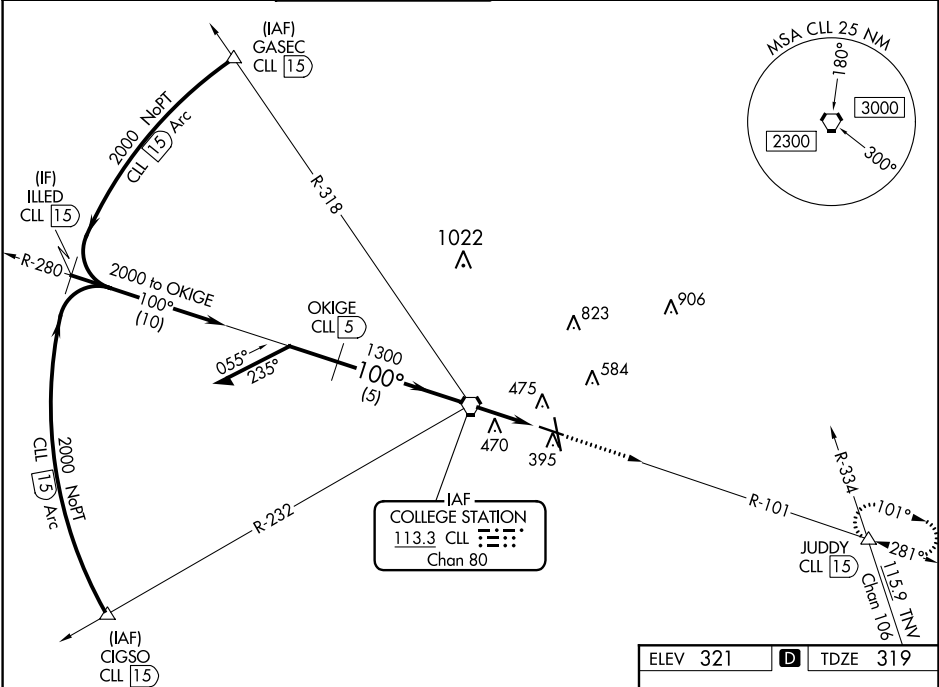 (IAF)
GASEC
CLL 15
2000 NoPT
CLL 15 Arc
MSA CLL 25 NM
180°
3000
2300
300°
(IF)
ILLED
CLL 15
R-318
R-280
2000 to OKIGE
100°
(10)
1022
OKIGE
CLL 5
823
906
1300
100°
(5)
055°
235°
584
475
470
395
2000 NoPT
CLL 15 Arc
R-232
IAF
COLLEGE STATION
113.3 CLL
Chan 80
R-101
R-334
101°
281°
JUDDY
CLL 15
115.9 TNV
Chan 106
(IAF)
CIGSO
CLL 15
ELEV 321 D TDZE 319